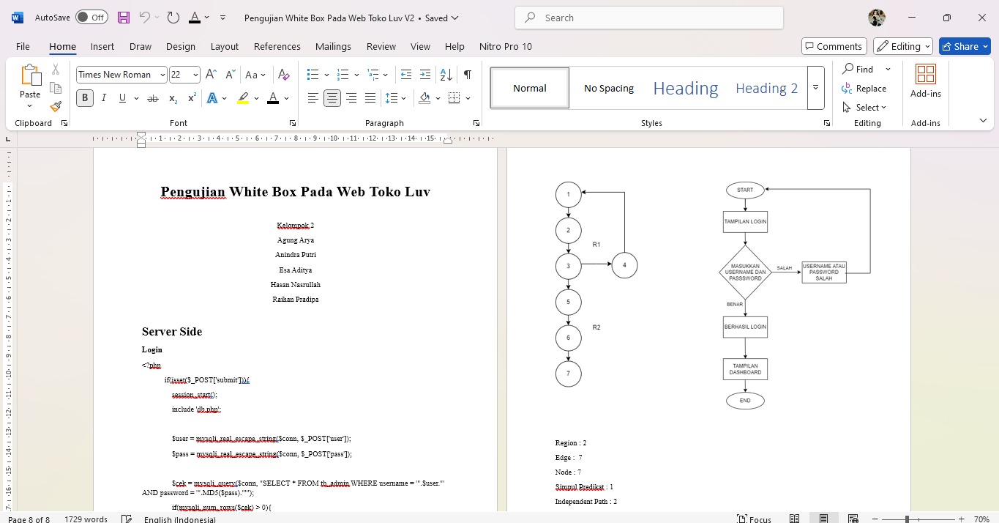 AutoSave Off Pengujian White Box Pada Web Toko Luv V2 • Saved Search
File Home Insert Draw Design Layout References Mailings Review View Help Nitro Pro 10 Comments Editing Share
Paste Times New Roman 22 Normal No Spacing Heading Heading 2 Find Replace Select Add-ins
Clipboard Font Paragraph Styles Editing Add-ins
Pengujian White Box Pada Web Toko Luv
Kelompok 2
Agung Arya
Anindra Putri
Esa Aditya
Hasan Nasrullah
Raihan Pradipa
Server Side
Login
<?php
if(isset($_POST['submit'])){
session_start();
include 'db.php';
$user = mysqli_real_escape_string($conn, $_POST['user']);
$pass = mysqli_real_escape_string($conn, $_POST['pass']);
$cek = mysqli_query($conn, "SELECT * FROM tb_admin WHERE username = '".$user."'
AND password = '".MD5($pass)."'");
if(mysqli_num_rows($cek) > 0){
1
2
R1
3
4
5
6
R2
7
START
TAMPILAN LOGIN
MASUKKAN
USERNAME DAN
PASSSWORD
SALAH
USERNAME ATAU
PASSWORD
SALAH
BENAR
BERHASIL LOGIN
TAMPILAN
DASHBOARD
END
Region : 2
Edge : 7
Node : 7
Simpul Predikat : 1
Independent Path : 2
Page 8 of 8 1729 words English (Indonesia) Focus 70%